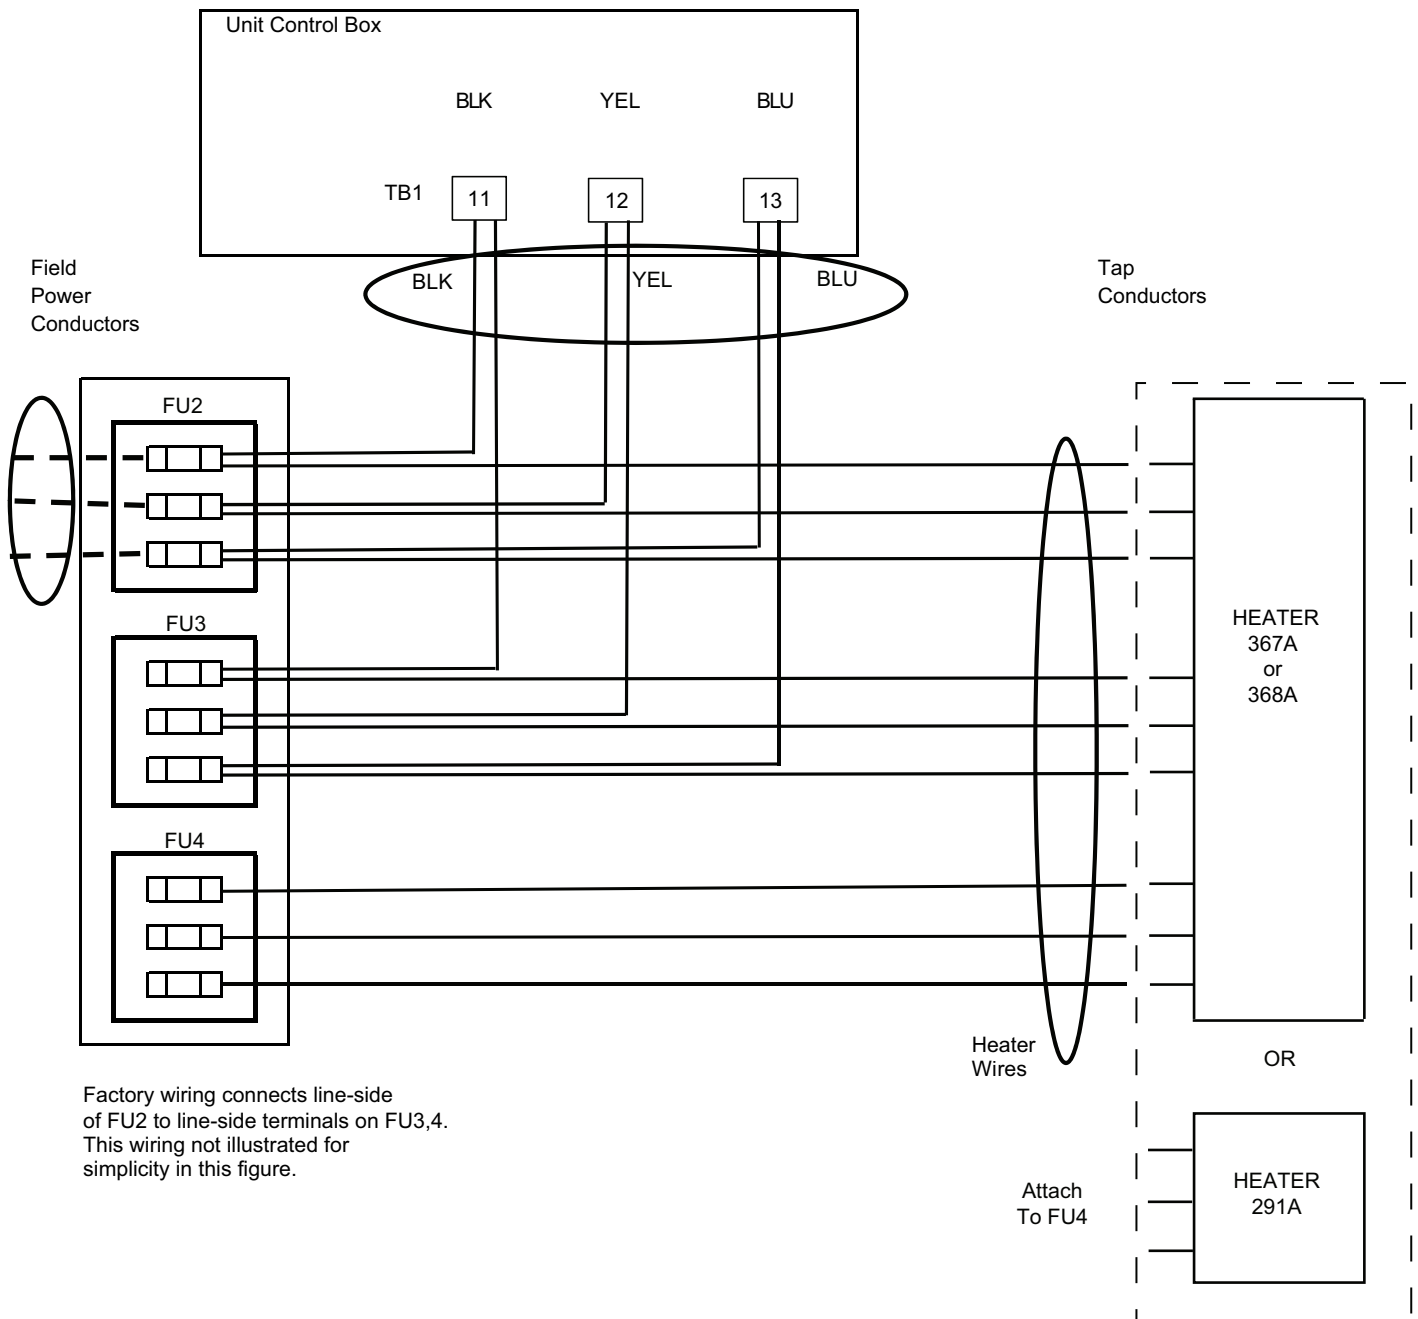 Unit Control Box
BLK YEL BLU
TB1 11 12 13
BLK YEL BLU
Field
Power
Conductors
Tap
Conductors
FU2
FU3
FU4
HEATER
367A
or
368A
Heater
Wires
OR
Factory wiring connects line-side
of FU2 to line-side terminals on FU3,4.
This wiring not illustrated for
simplicity in this figure.
Attach
To FU4
HEATER
291A